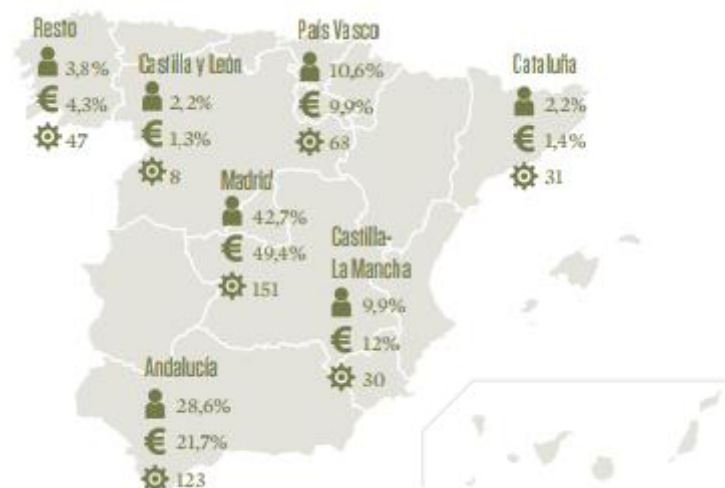 Resto
3,8%
4,3%
47
Castilla y León
2,2%
1,3%
8
País Vasco
10,6%
9,9%
63
Cataluña
2,2%
1,4%
31
Madrid
42,7%
49,4%
151
Castilla-
La Mancha
9,9%
12%
30
Andalucía
28,6%
21,7%
123